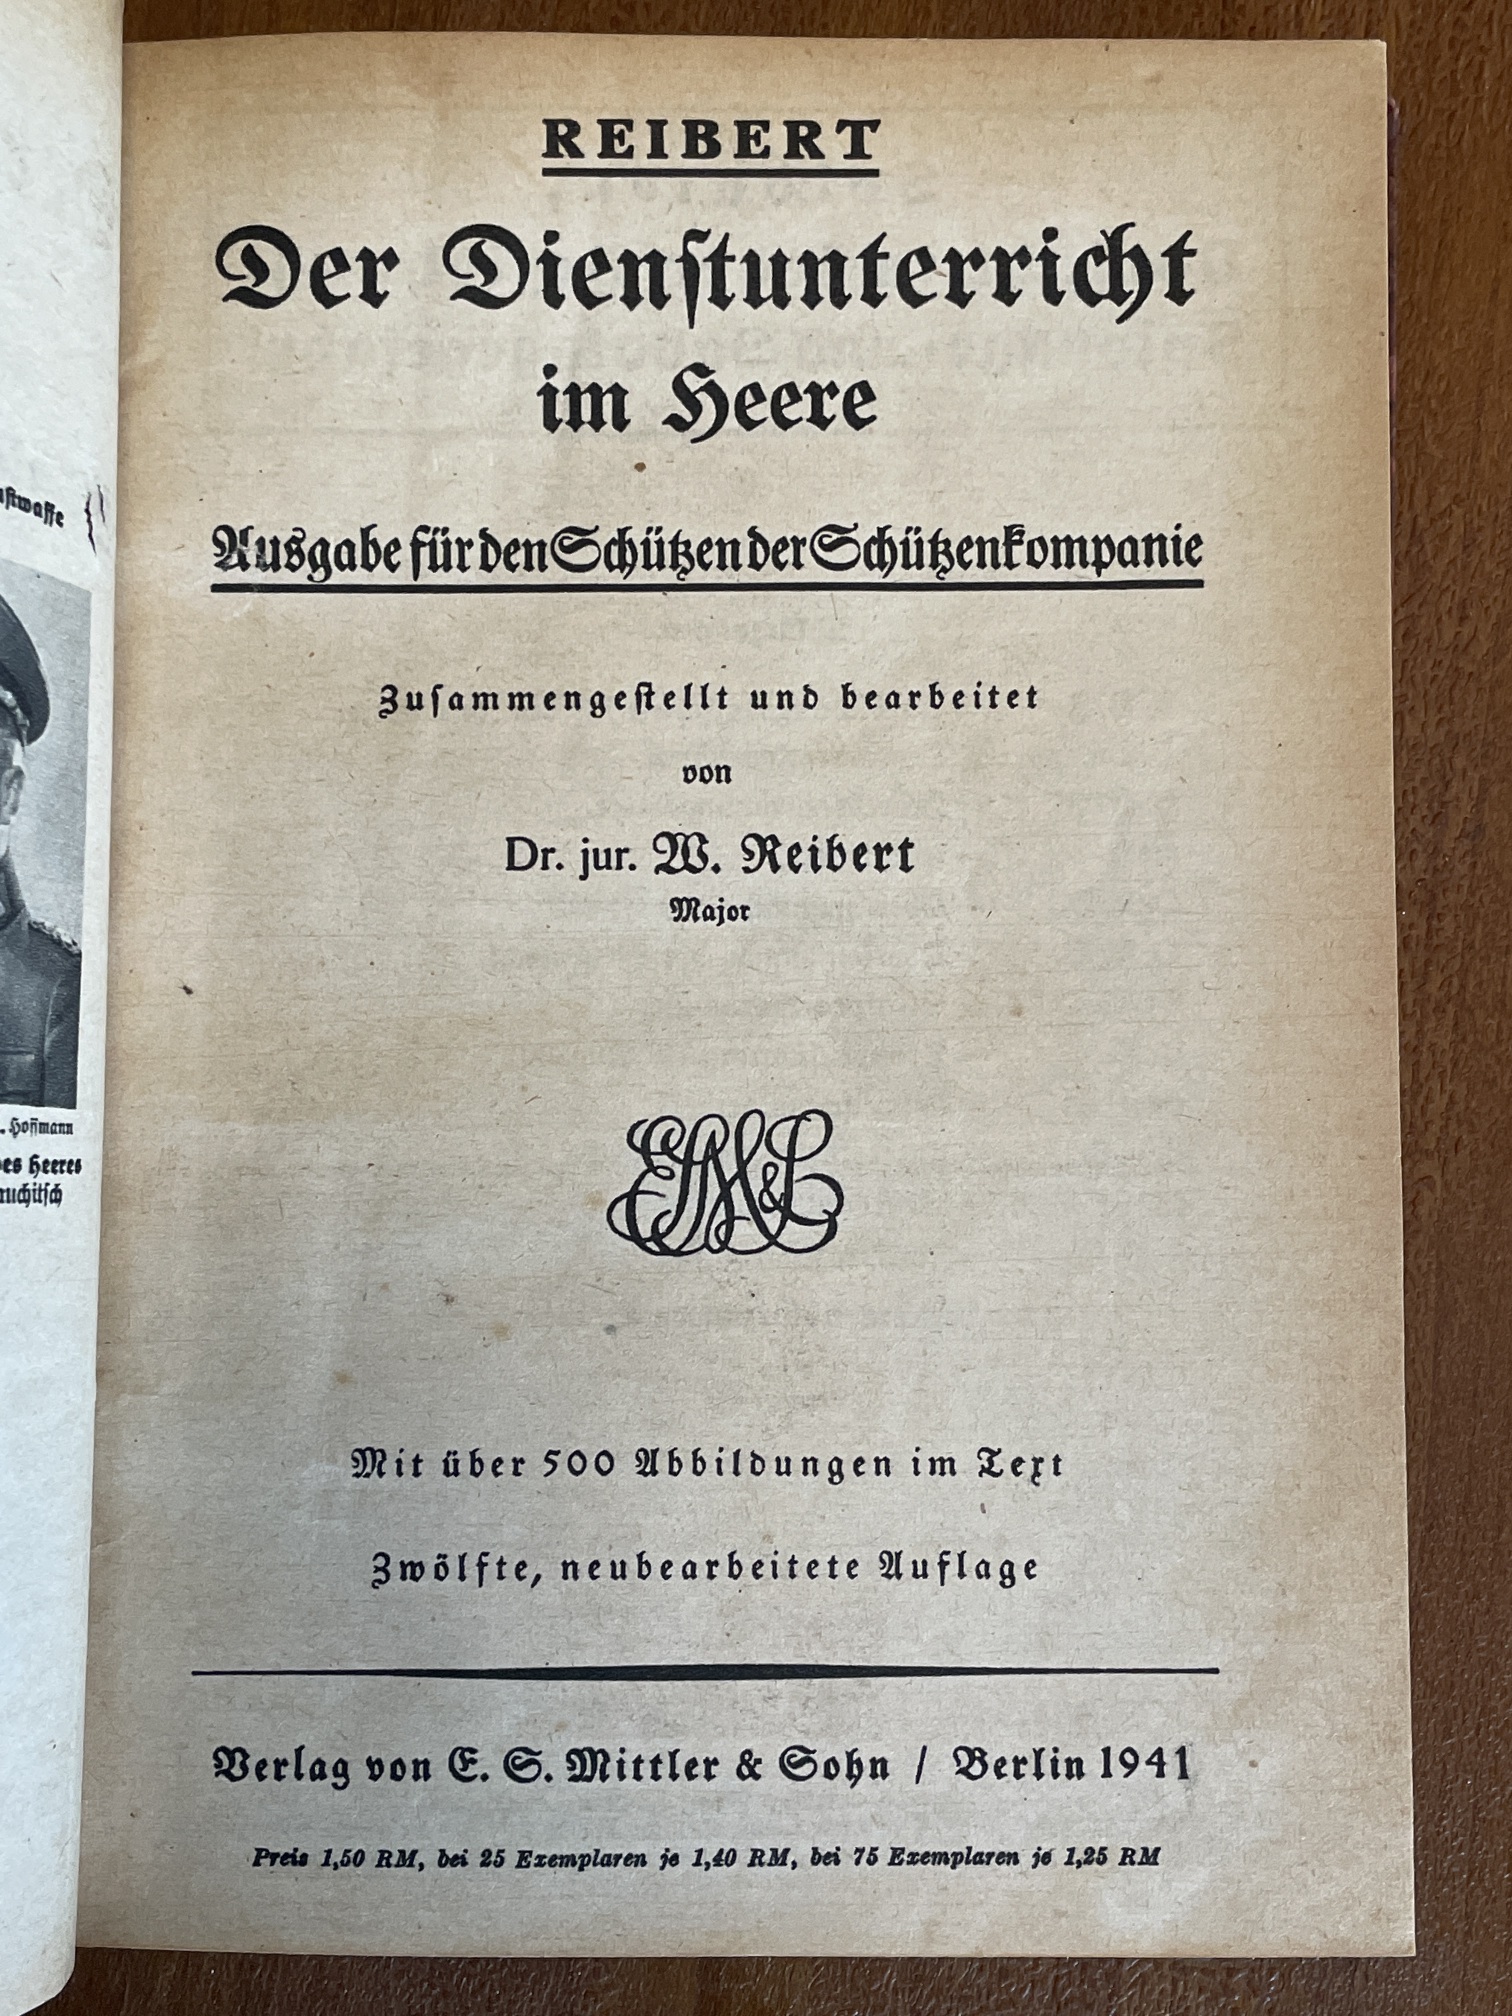 REIBERT
Der Dienſtunterricht
im Heere
Ausgabe für den Schützen der Schützenkompanie
Zuſammengeſtellt und bearbeitet
von
Dr. jur. W. Reibert
Major
Mit über 500 Abbildungen im Text
Zwölfte, neubearbeitete Auflage
Verlag von E. S. Mittler & Sohn / Berlin 1941
Preis 1,50 RM, bei 25 Exemplaren je 1,40 RM, bei 75 Exemplaren je 1,25 RM
Hoffmann
Heeres